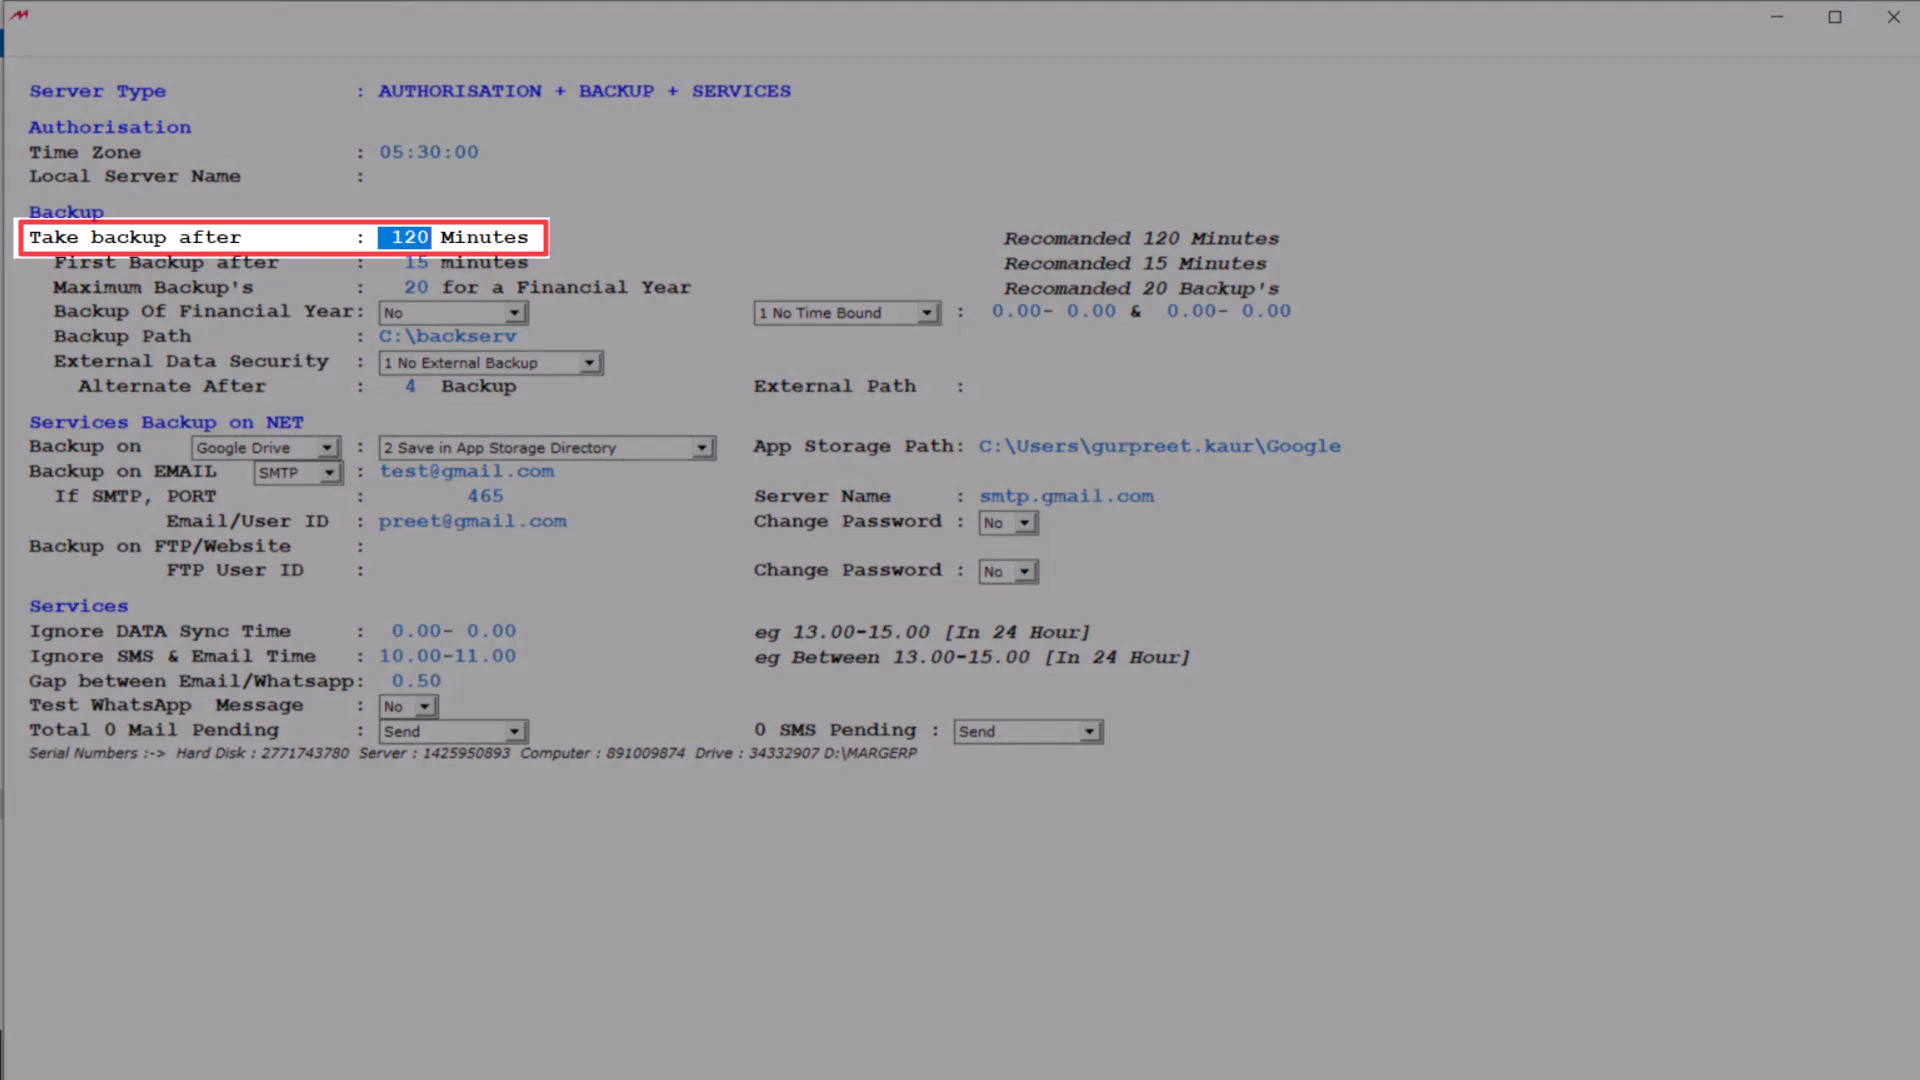 Server Type : AUTHORISATION + BACKUP + SERVICES
Authorisation
Time Zone : 05:30:00
Local Server Name :
Backup
Take backup after : 120 Minutes Recomanded 120 Minutes
First Backup after : 15 minutes Recomanded 15 Minutes
Maximum Backup's : 20 for a Financial Year Recomanded 20 Backup's
Backup Of Financial Year: No 1 No Time Bound : 0.00- 0.00 & 0.00- 0.00
Backup Path : C:\backserv
External Data Security : 1 No External Backup
Alternate After : 4 Backup External Path :
Services Backup on NET
Backup on Google Drive : 2 Save in App Storage Directory App Storage Path: C:\Users\gurpreet.kaur\Google
Backup on EMAIL SMTP : test@gmail.com
If SMTP, PORT : 465 Server Name : smtp.gmail.com
Email/User ID : preet@gmail.com Change Password : No
Backup on FTP/Website :
FTP User ID : Change Password : No
Services
Ignore DATA Sync Time : 0.00- 0.00 eg 13.00-15.00 [In 24 Hour]
Ignore SMS & Email Time : 10.00-11.00 eg Between 13.00-15.00 [In 24 Hour]
Gap between Email/Whatsapp: 0.50
Test WhatsApp Message : No
Total 0 Mail Pending : Send 0 SMS Pending : Send
Serial Numbers :-> Hard Disk : 2771743780 Server : 1425950893 Computer : 891009874 Drive : 34332907 D:\MARGERP